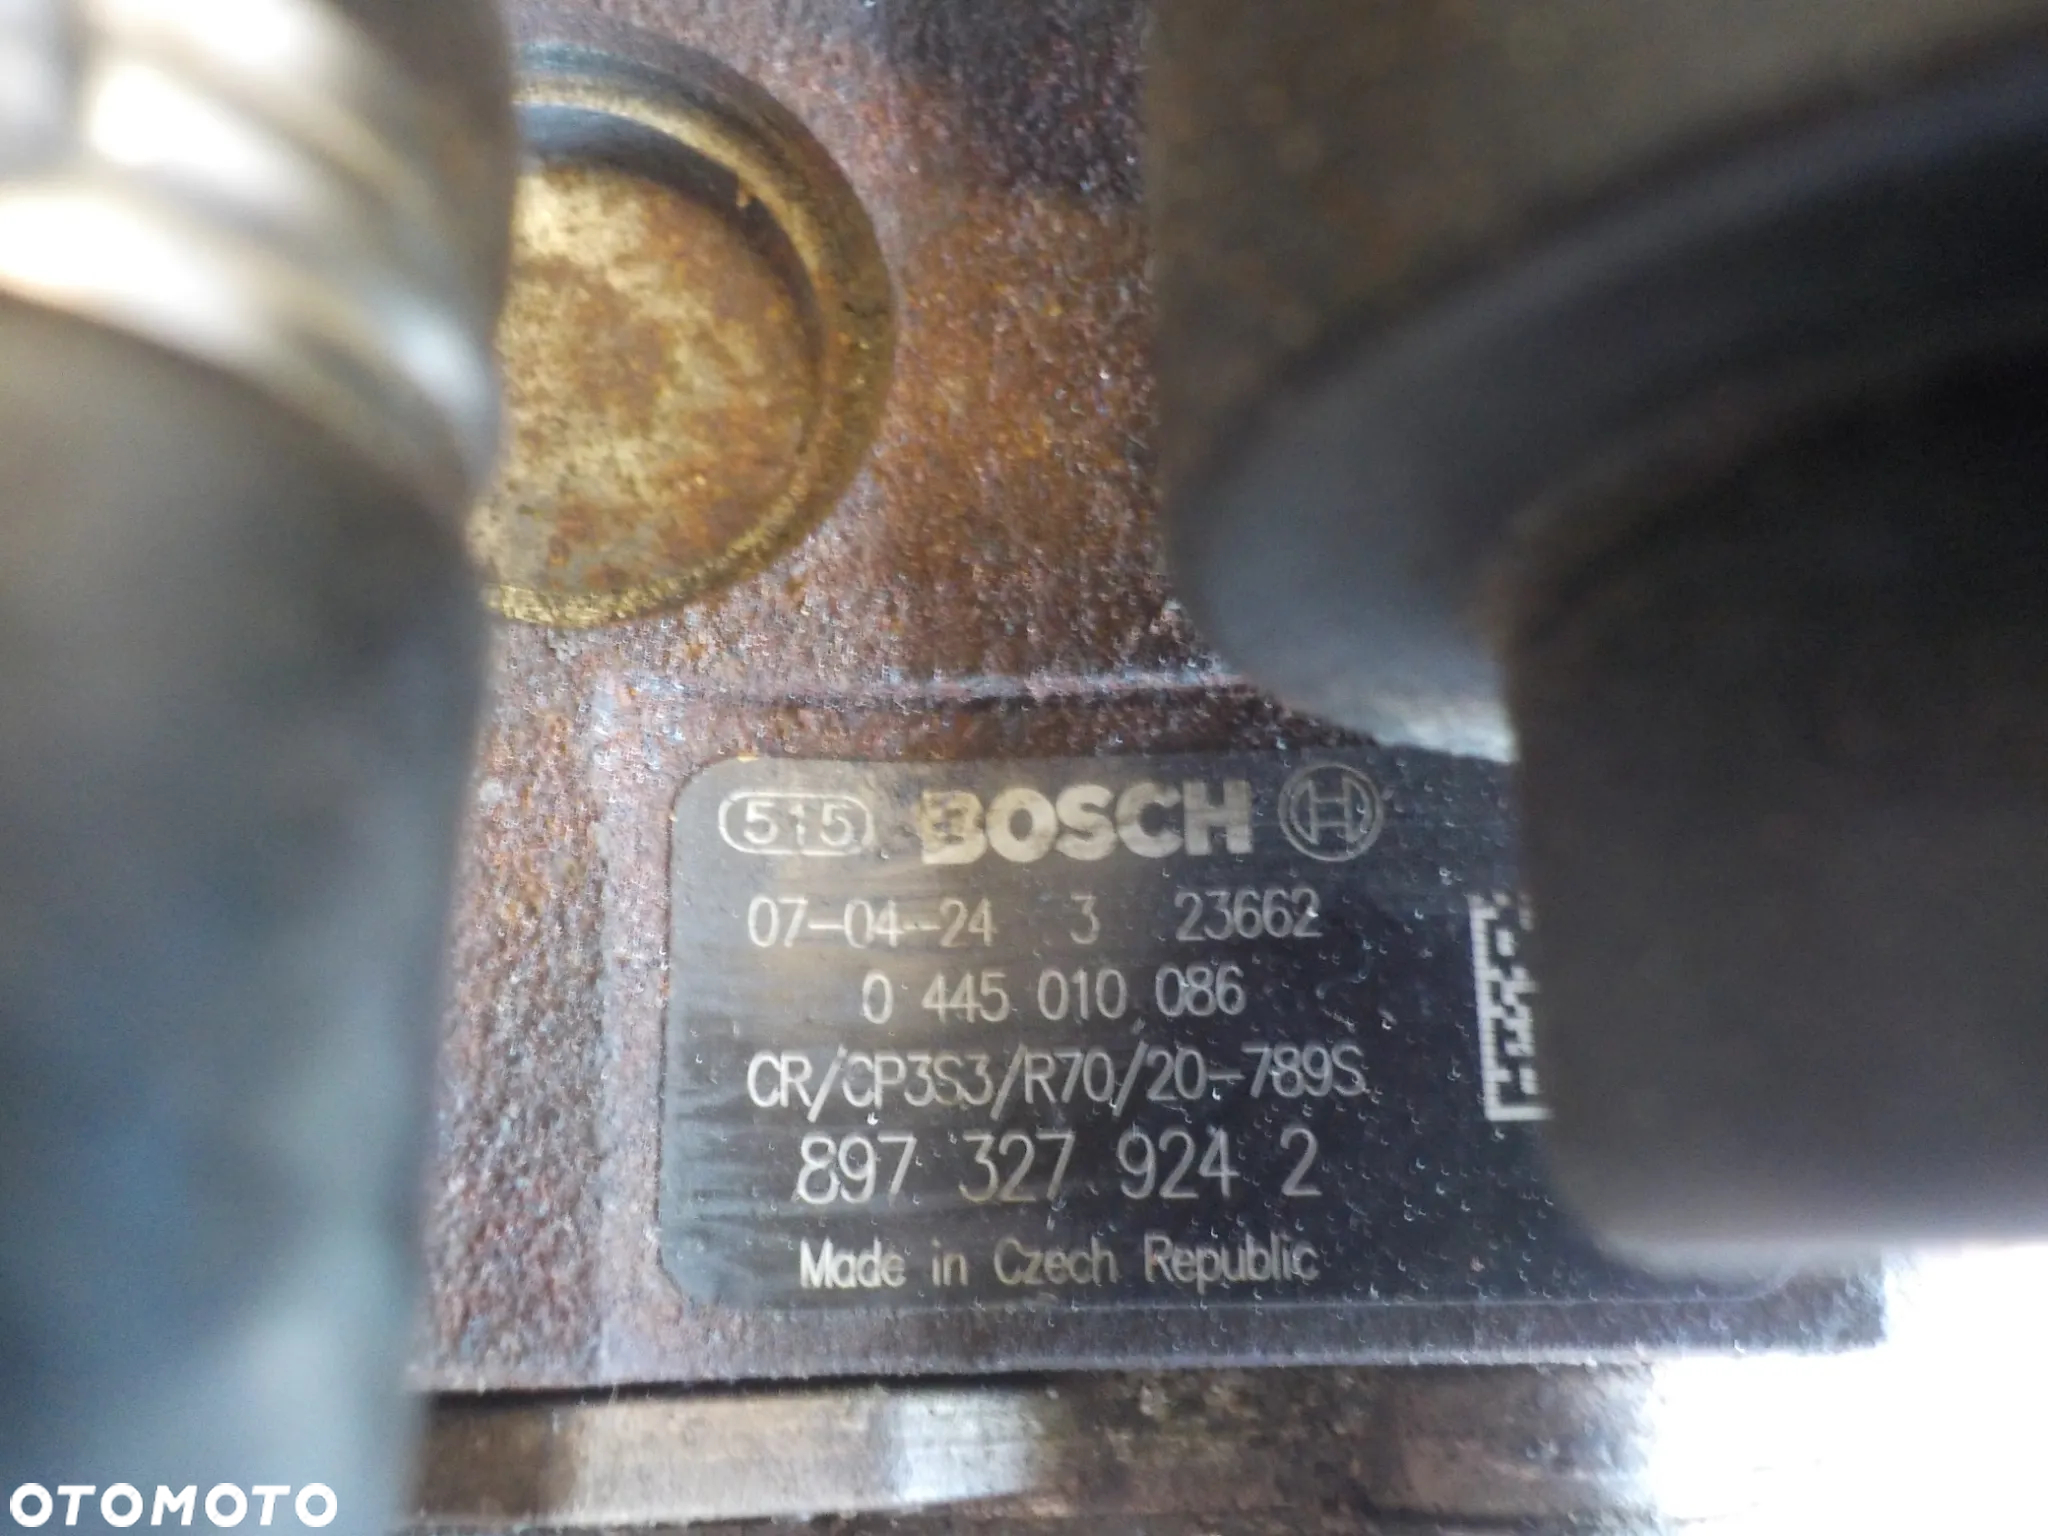 515 BOSCH
07-04-24 3 23662
0 445 010 086
CR/CP3S3/R70/20-789S
897 327 924 2
Made in Czech Republic
OTOMOTO